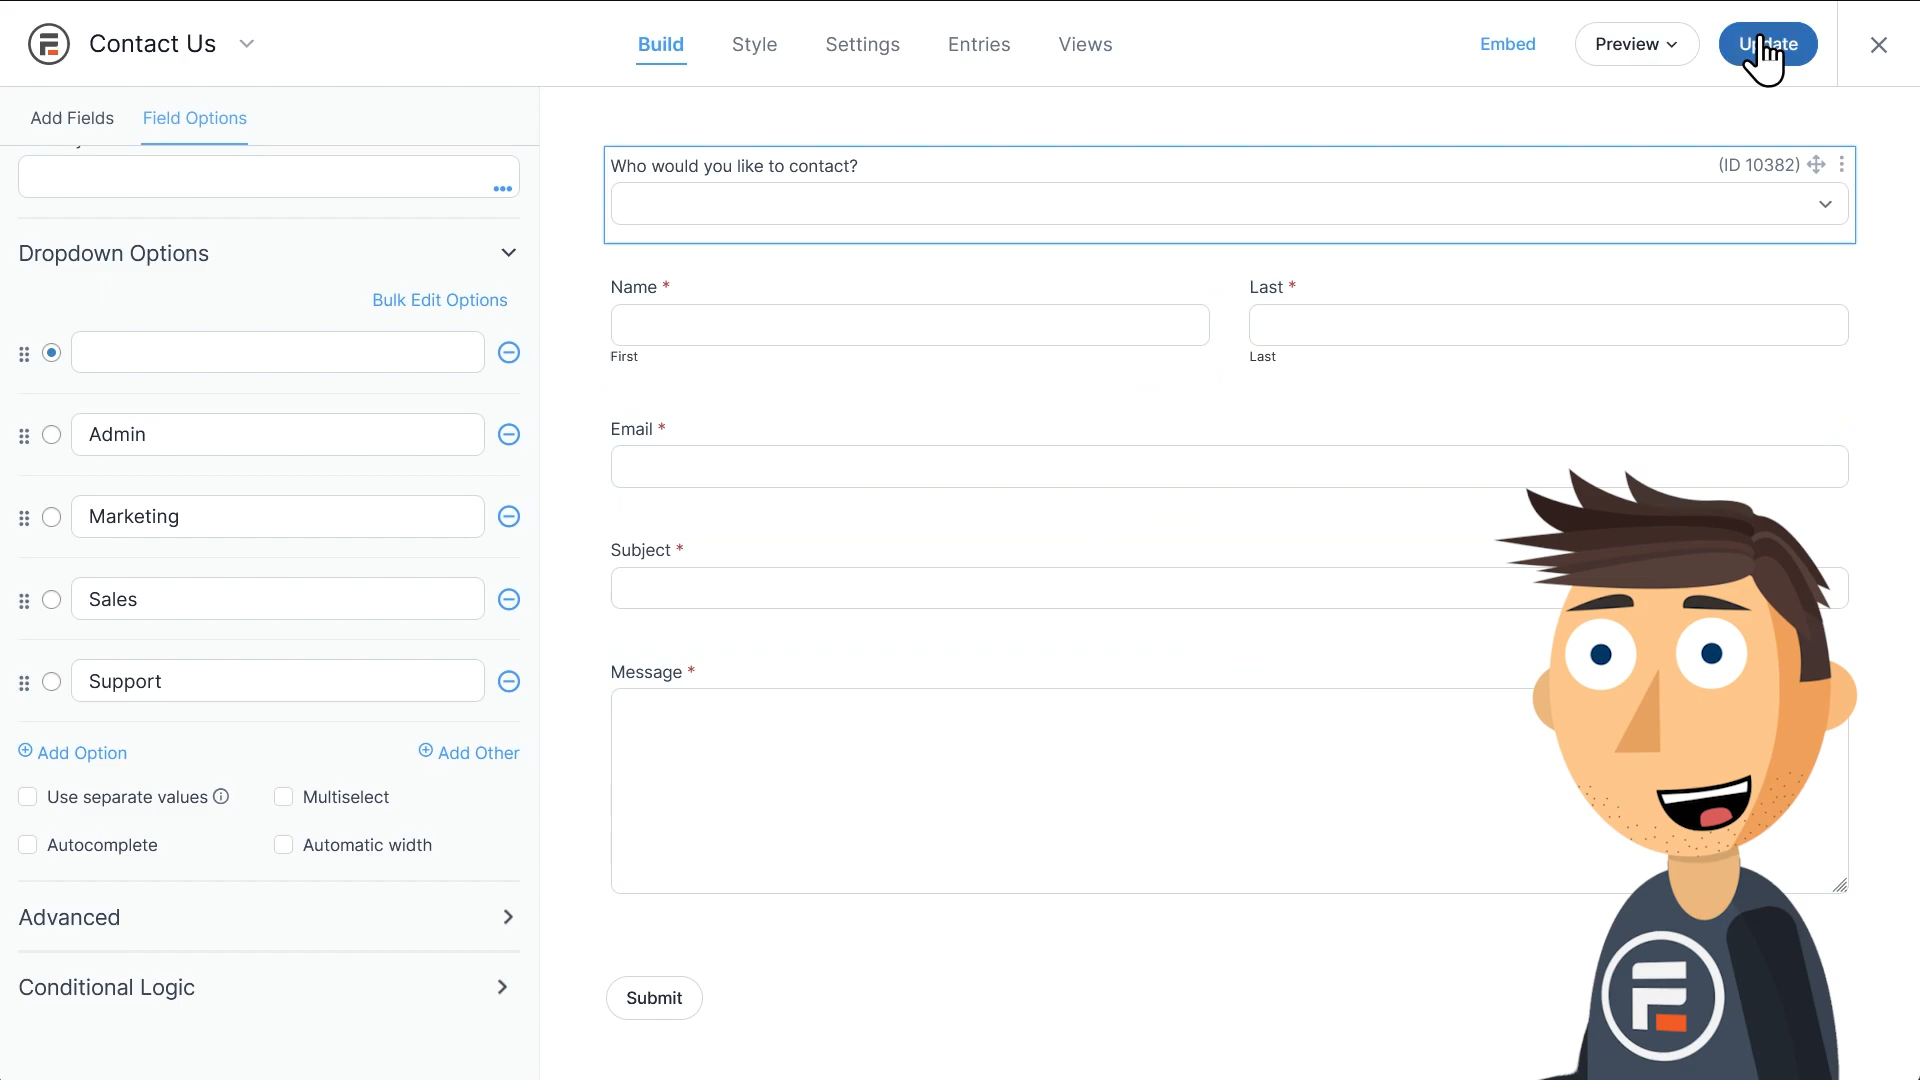 Contact Us
Build
Style
Settings
Entries
Views
Embed
Preview
Update
Add Fields
Field Options
Dropdown Options
Bulk Edit Options
Admin
Marketing
Sales
Support
Add Option
Add Other
Use separate values
Multiselect
Autocomplete
Automatic width
Advanced
Conditional Logic
Who would you like to contact?
(ID 10382)
Name *
Last *
First
Last
Email *
Subject *
Message *
Submit